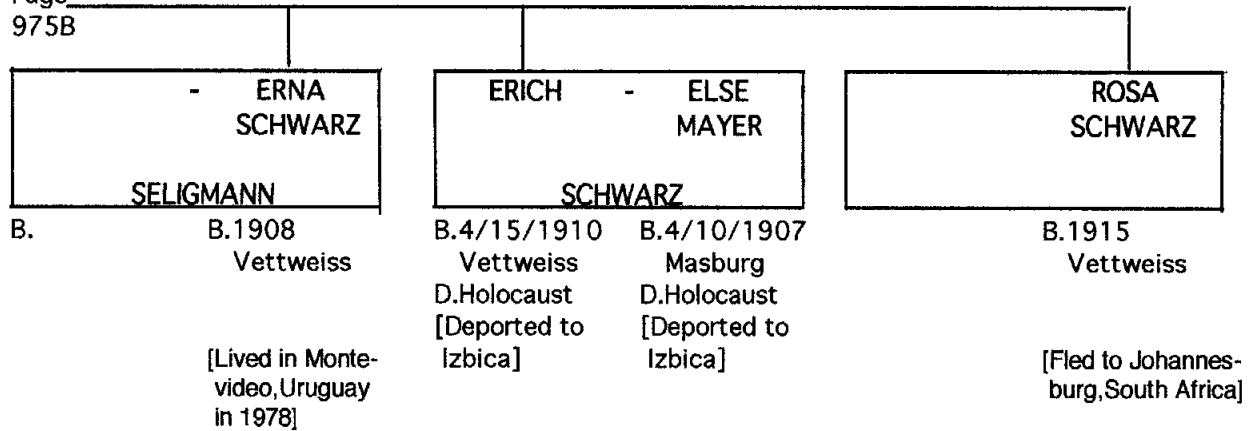 Page
975B
- ERNA
SCHWARZ
SELIGMANN
B. B.1908
Vettweiss
[Lived in Monte-
video,Uruguay
in 1978]
ERICH - ELSE
MAYER
SCHWARZ
B.4/15/1910 B.4/10/1907
Vettweiss Masburg
D.Holocaust D.Holocaust
[Deported to [Deported to
Izbica] Izbica]
ROSA
SCHWARZ
B.1915
Vettweiss
[Fled to Johannes-
burg,South Africa]